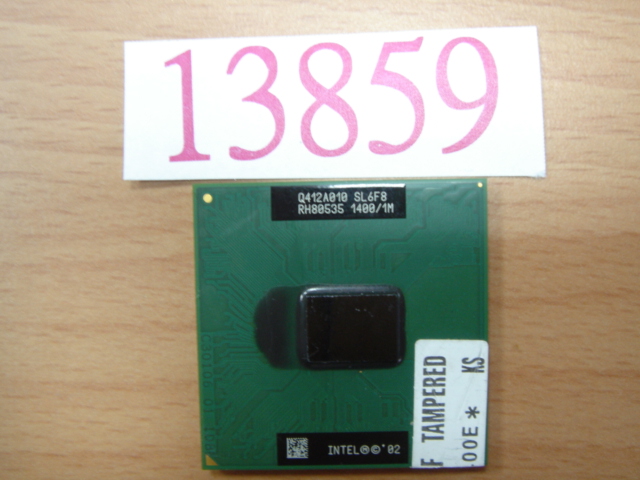 13859
Q412A010 SL6F8
RH80535 1400/1M
INTEL®©'02
F TAMPERED
00E* KS